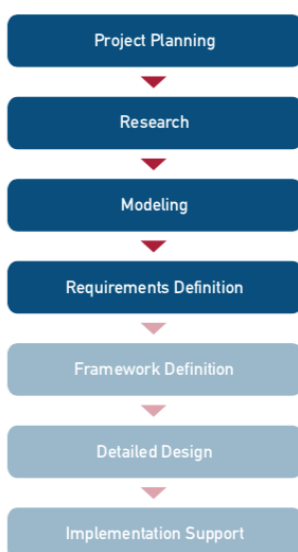 Project Planning
Research
Modeling
Requirements Definition
Framework Definition
Detailed Design
Implementation Support